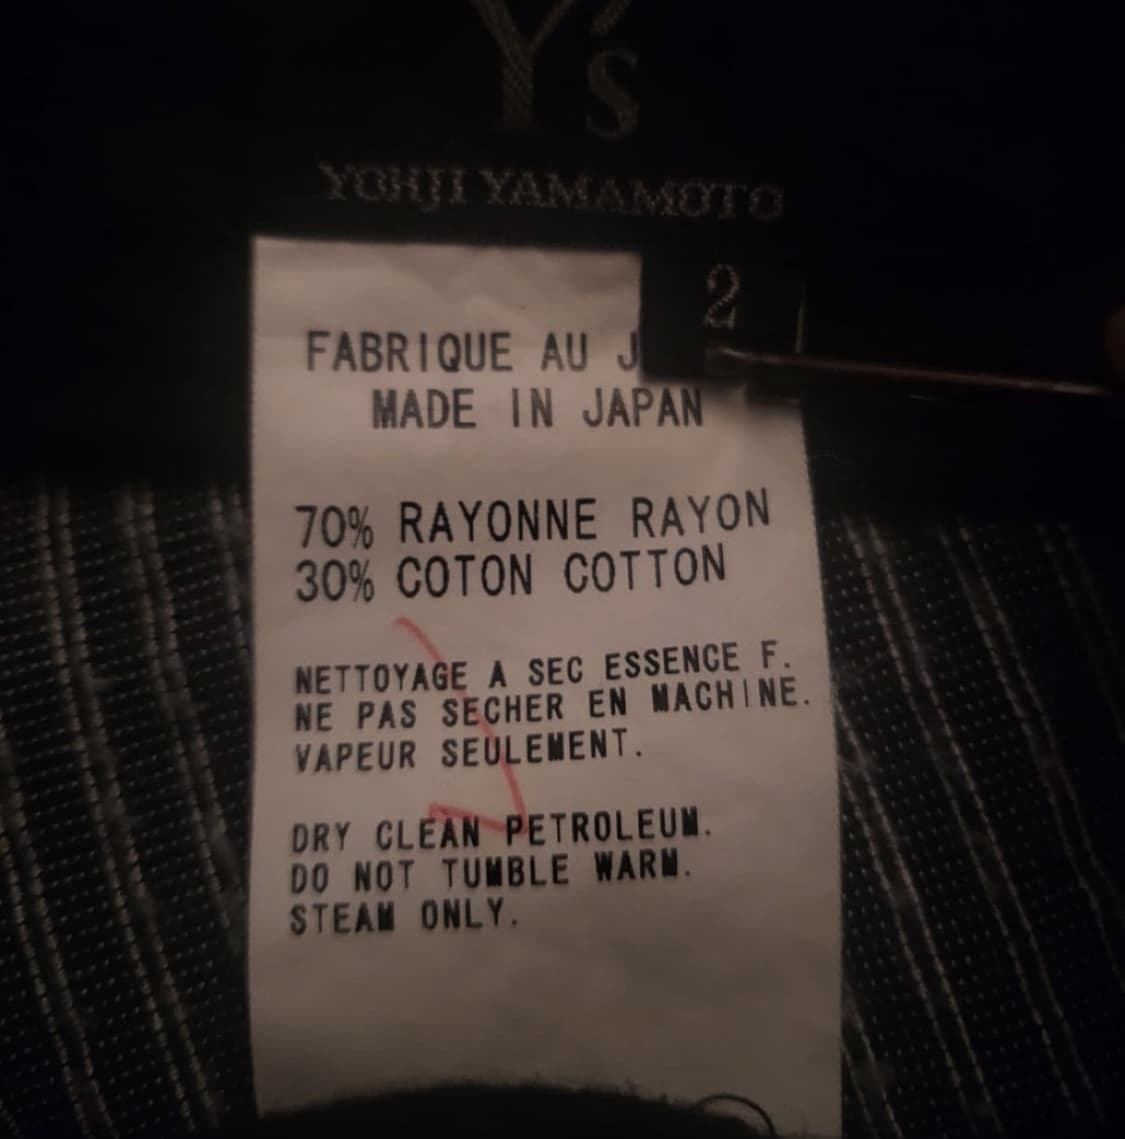 Y's
YOHJI YAMAMOTO
2
FABRIQUE AU J
MADE IN JAPAN
70% RAYONNE RAYON
30% COTON COTTON
NETTOYAGE A SEC ESSENCE F.
NE PAS SECHER EN MACHINE.
VAPEUR SEULEMENT.
DRY CLEAN PETROLEUM.
DO NOT TUMBLE WARM.
STEAM ONLY.